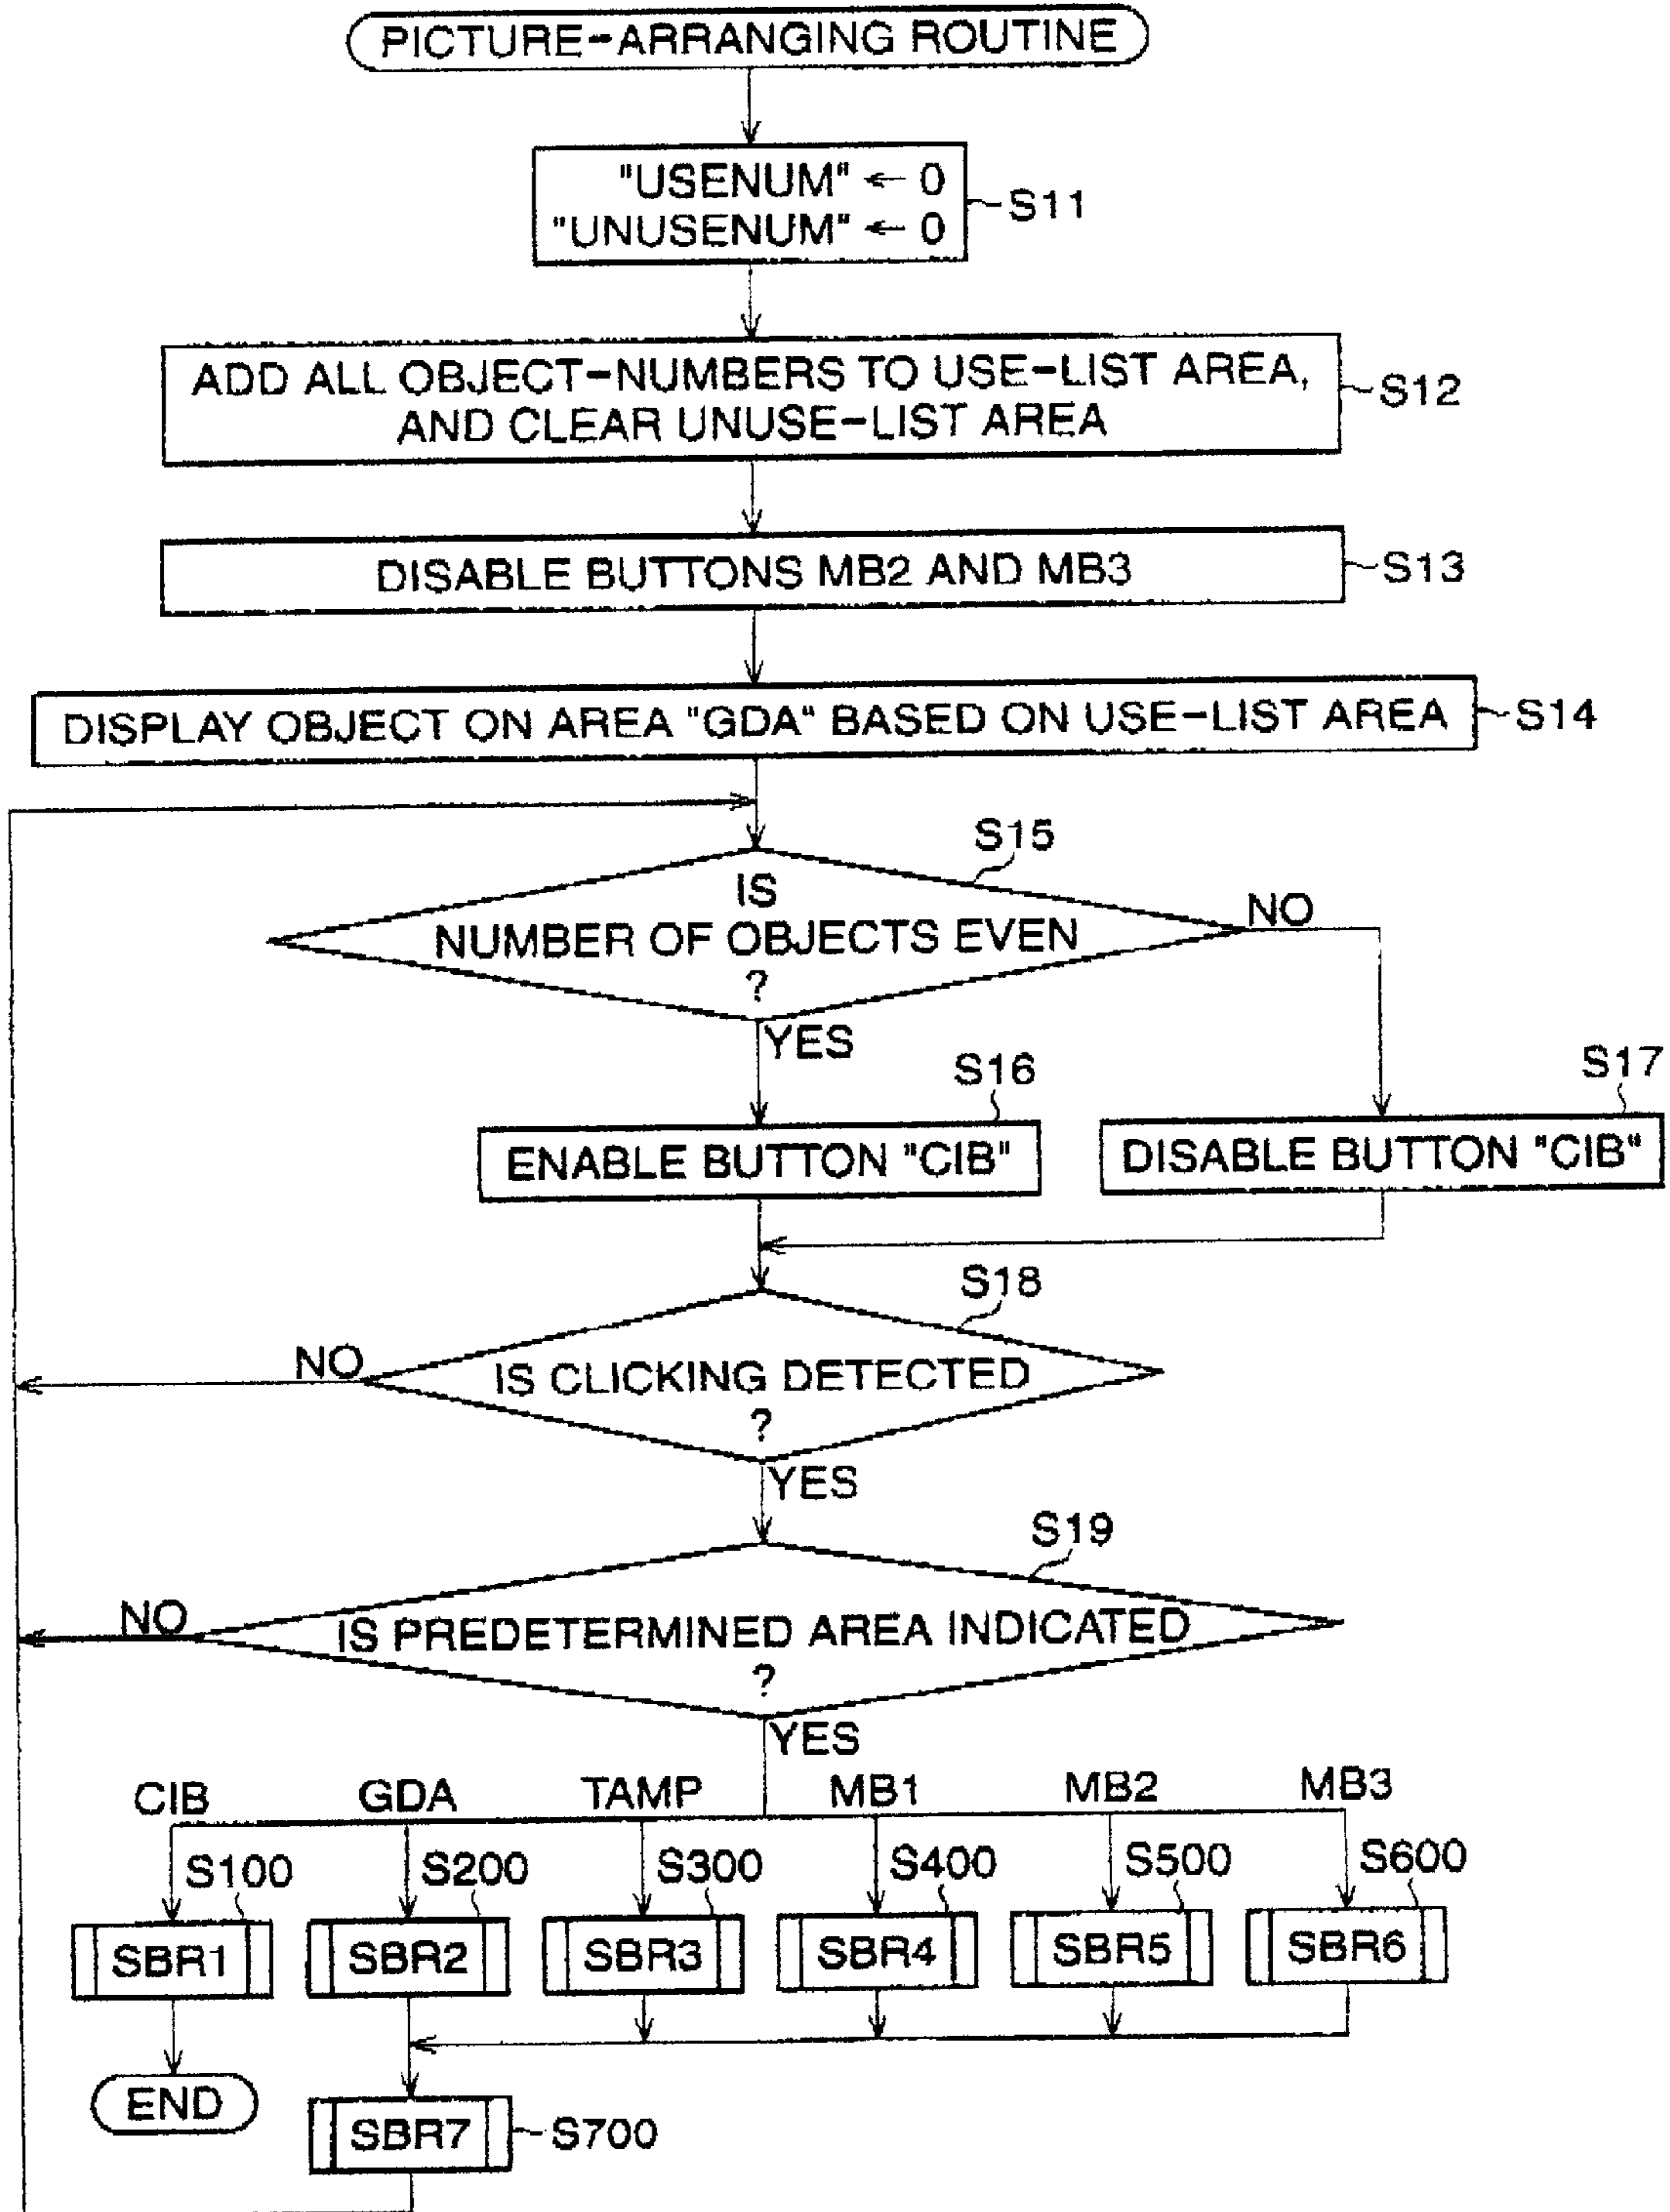 PICTURE-ARRANGING ROUTINE
"USENUM" ← 0
"UNUSENUM" ← 0
S11
ADD ALL OBJECT-NUMBERS TO USE-LIST AREA,
AND CLEAR UNUSE-LIST AREA
S12
DISABLE BUTTONS MB2 AND MB3
S13
DISPLAY OBJECT ON AREA "GDA" BASED ON USE-LIST AREA
S14
S15
IS
NUMBER OF OBJECTS EVEN
?
NO
YES
S16
S17
ENABLE BUTTON "CIB"
DISABLE BUTTON "CIB"
S18
NO
IS CLICKING DETECTED
?
YES
S19
NO
IS PREDETERMINED AREA INDICATED
?
YES
CIB GDA TAMP MB1 MB2 MB3
S100 S200 S300 S400 S500 S600
SBR1 SBR2 SBR3 SBR4 SBR5 SBR6
END
SBR7
S700